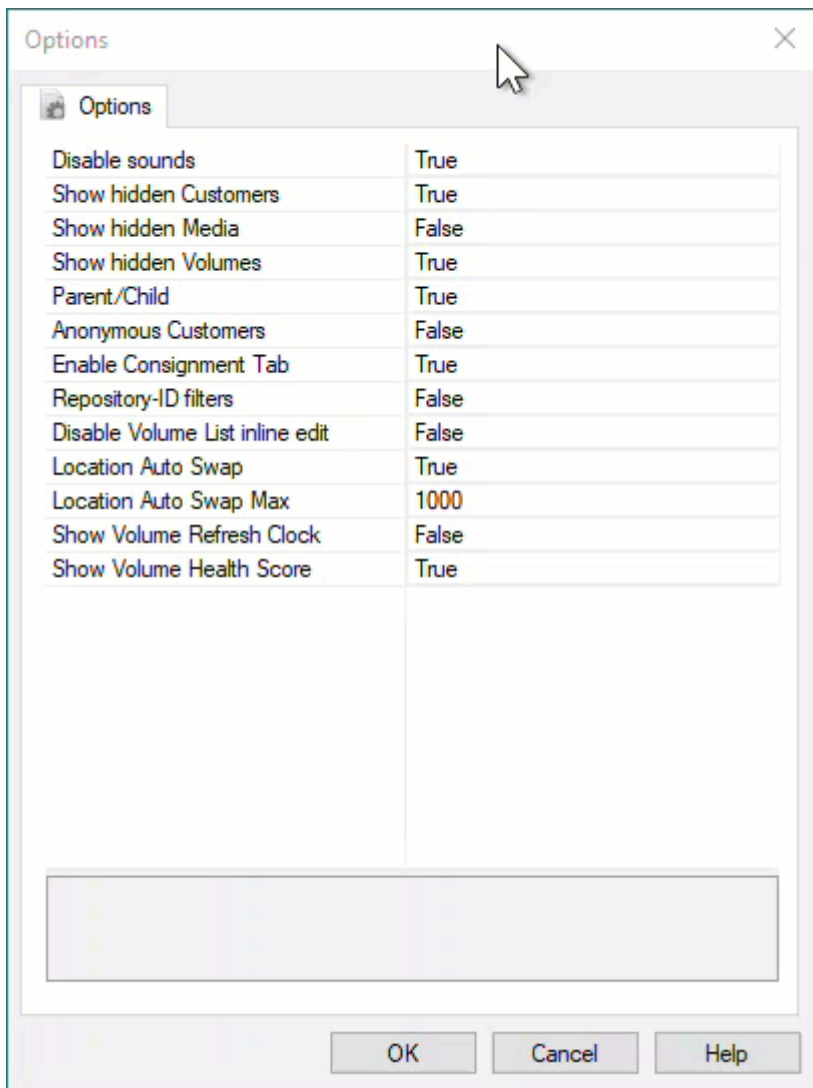 Options
Options
Disable sounds True
Show hidden Customers True
Show hidden Media False
Show hidden Volumes True
Parent/Child True
Anonymous Customers False
Enable Consignment Tab True
Repository-ID filters False
Disable Volume List inline edit False
Location Auto Swap True
Location Auto Swap Max 1000
Show Volume Refresh Clock False
Show Volume Health Score True
OK Cancel Help